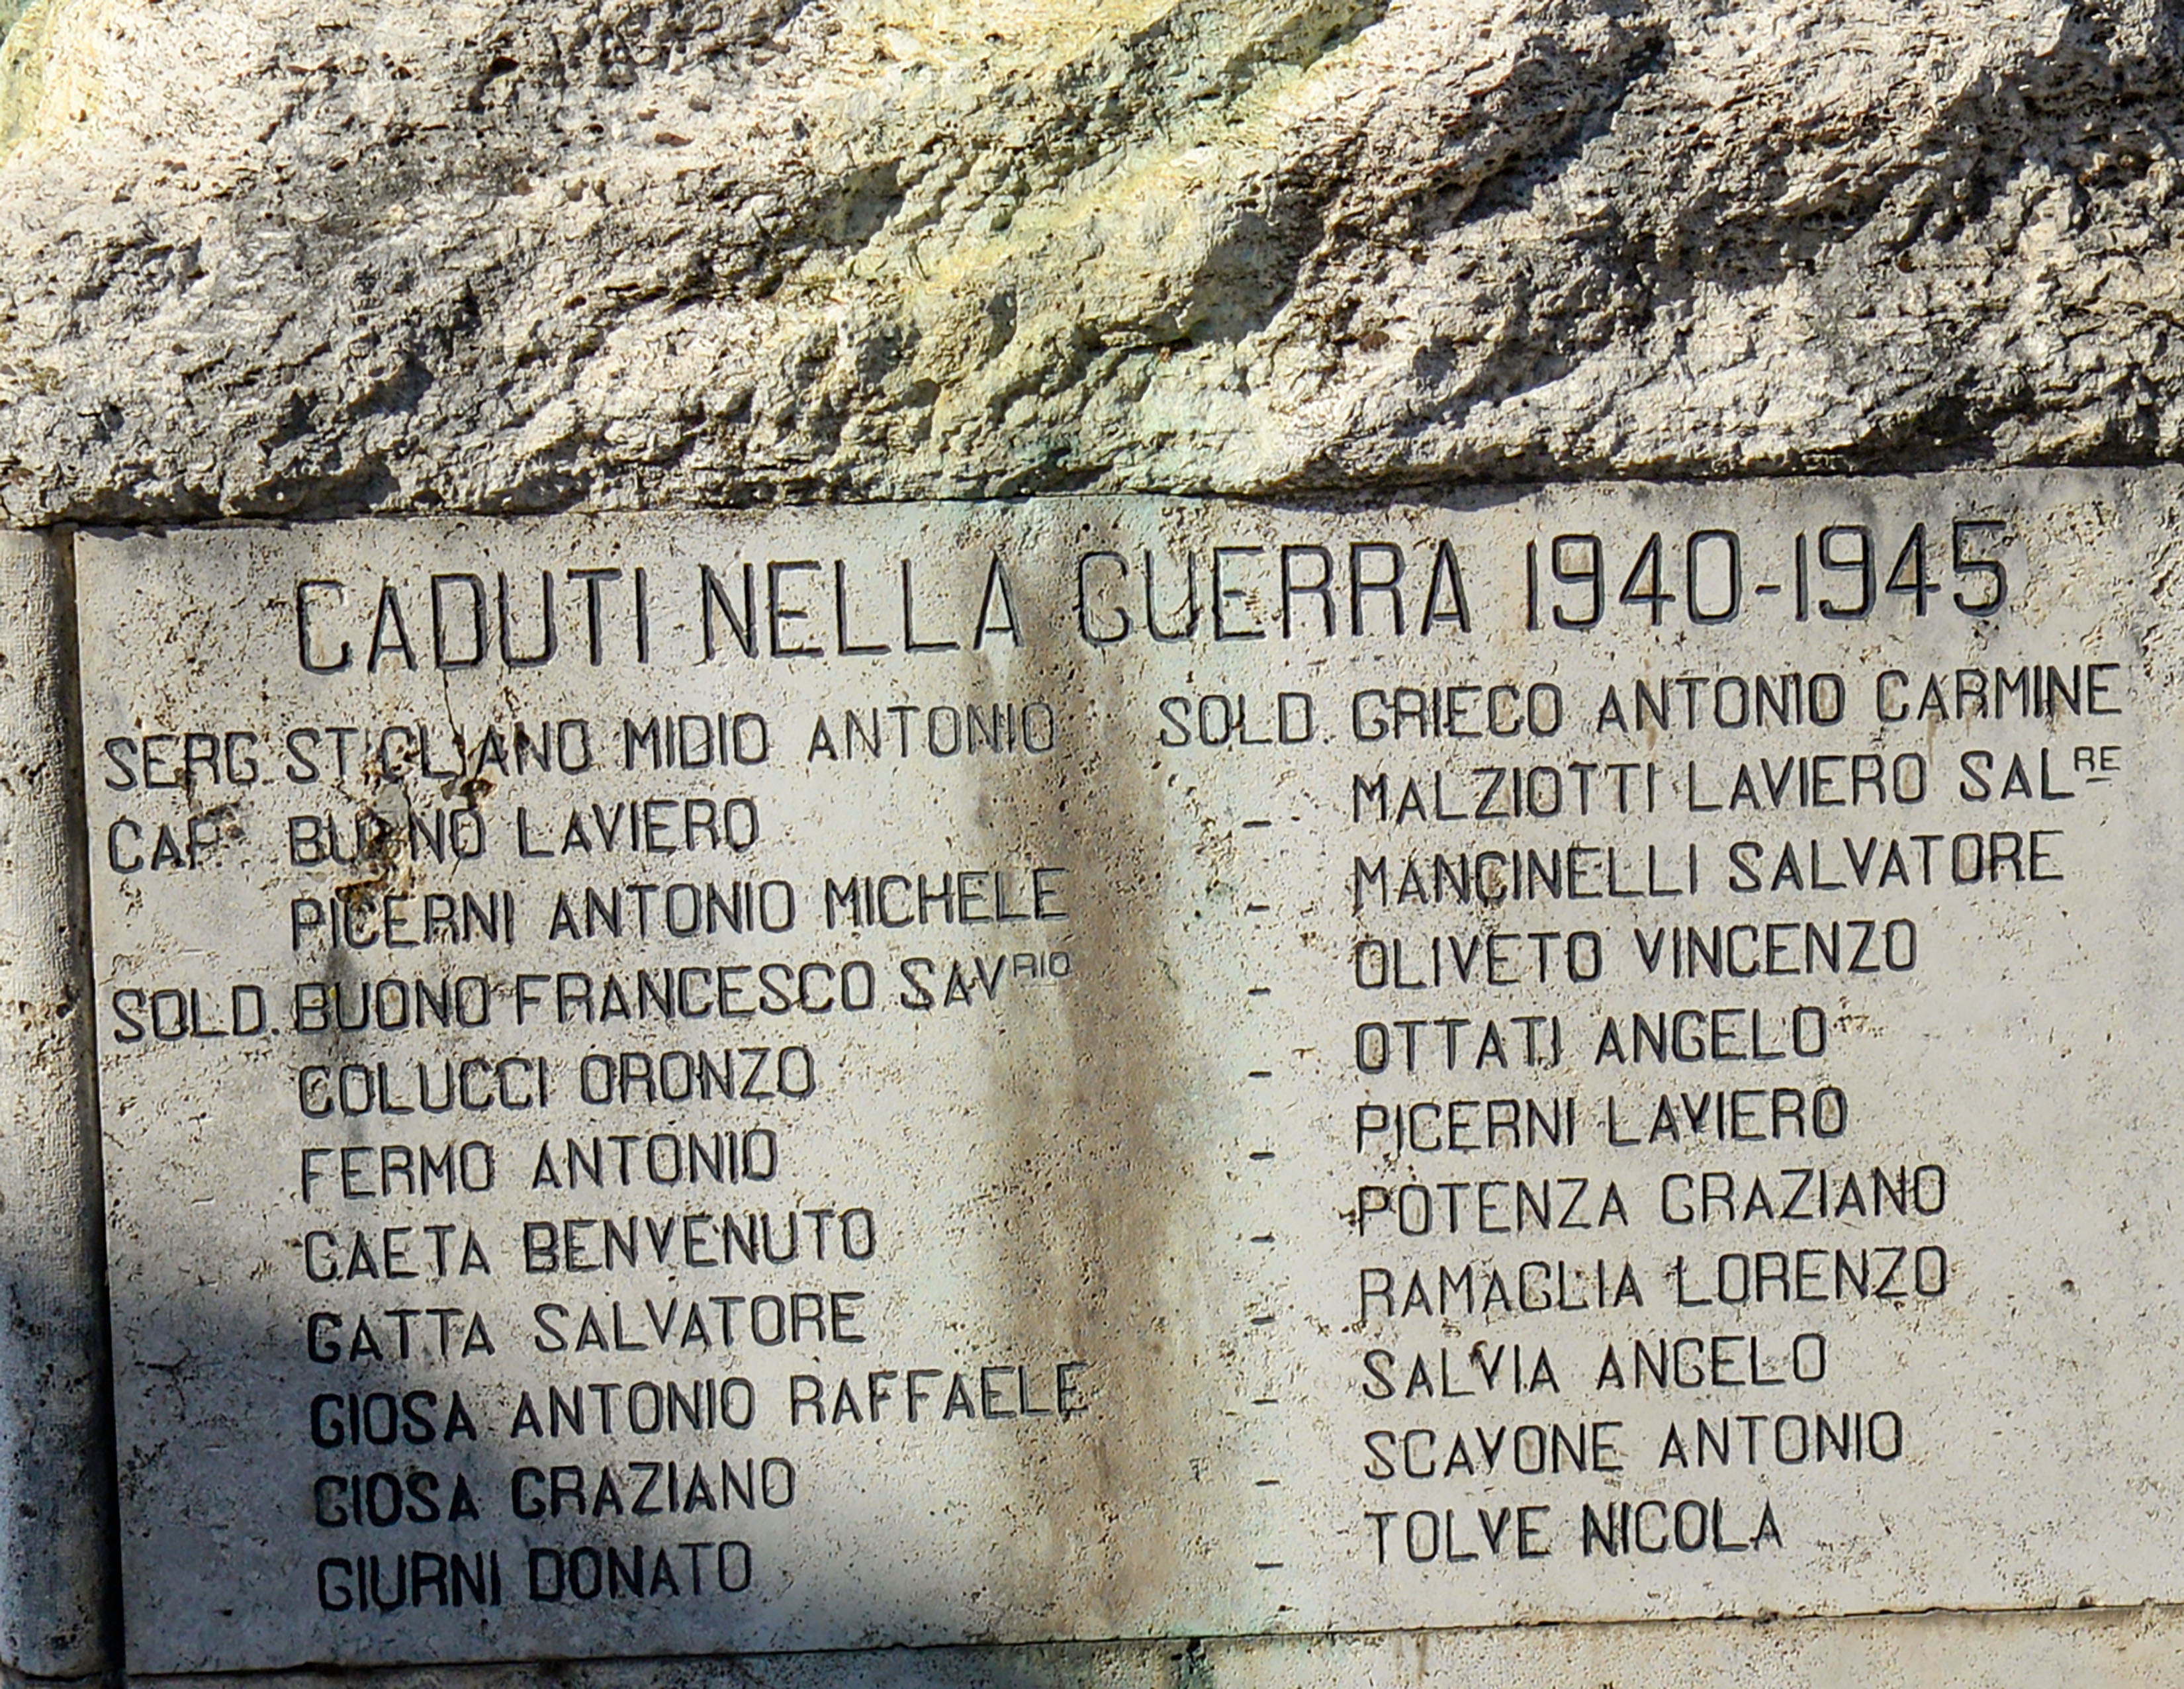 CADUTI NELLA GUERRA 1940-1945
SERG. STIGLIANO MIDIO ANTONIO
CAP. BUONO LAVIERO
PICERNI ANTONIO MICHELE
SOLD. BUONO FRANCESCO SAVRIO
COLUCCI ORONZO
FERMO ANTONIO
GAETA BENVENUTO
GATTA SALVATORE
GIOSA ANTONIO RAFFAELE
GIOSA GRAZIANO
GIURNI DONATO
SOLD. GRIECO ANTONIO CARMINE
- MALZIOTTI LAVIERO SALRE
- MANCINELLI SALVATORE
- OLIVETO VINCENZO
- OTTATI ANGELO
- PICERNI LAVIERO
- POTENZA GRAZIANO
- RAMAGLIA LORENZO
- SALVIA ANGELO
- SCAVONE ANTONIO
- TOLVE NICOLA